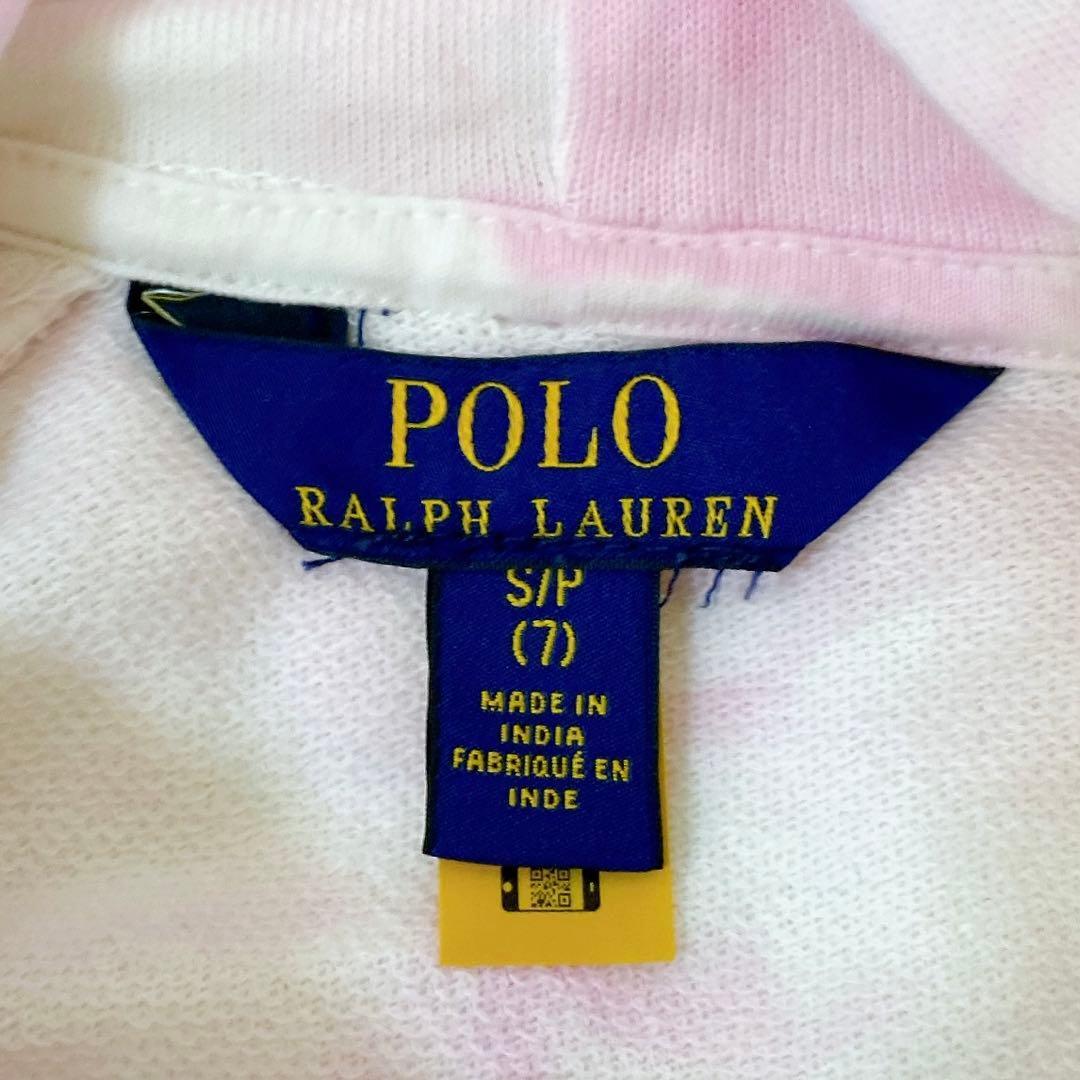 POLO
RALPH LAUREN
S/P
(7)
MADE IN
INDIA
FABRIQUÉ EN
INDE